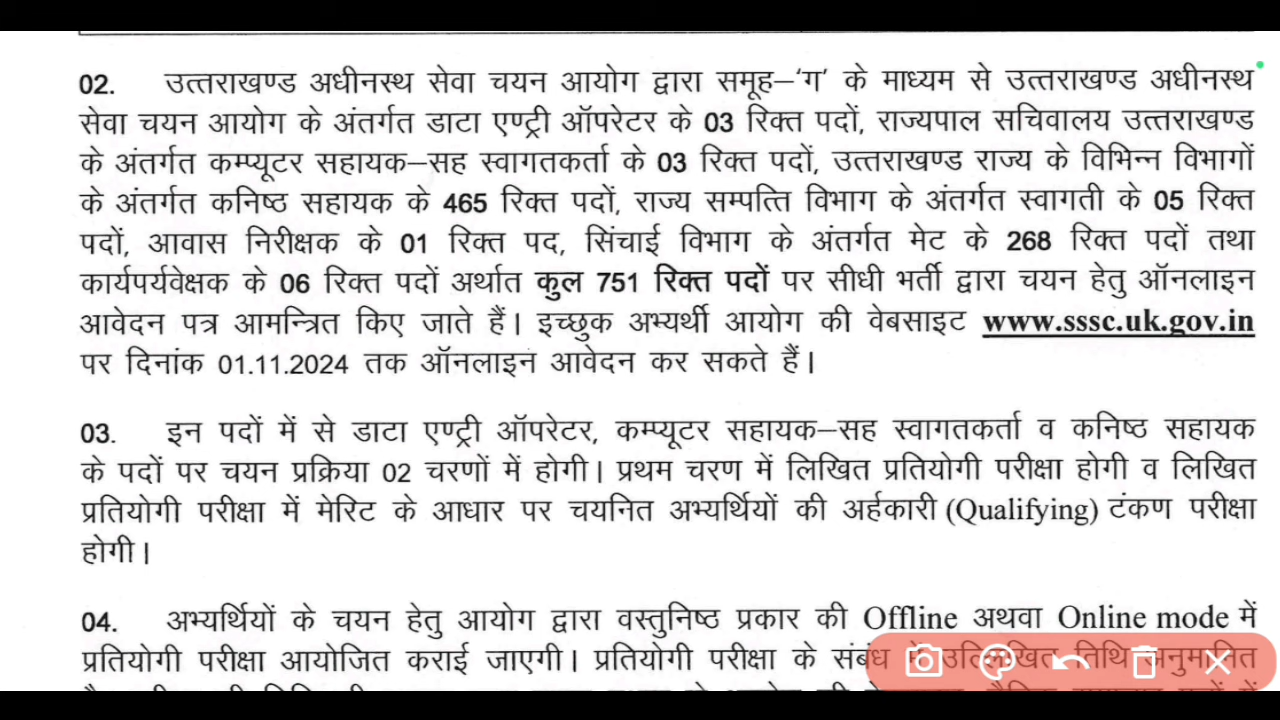 02. उत्तराखण्ड अधीनस्थ सेवा चयन आयोग द्वारा समूह–‘ग’ के माध्यम से उत्तराखण्ड अधीनस्थ
सेवा चयन आयोग के अंतर्गत डाटा एण्ट्री ऑपरेटर के 03 रिक्त पदों, राज्यपाल सचिवालय उत्तराखण्ड
के अंतर्गत कम्प्यूटर सहायक–सह स्वागतकर्ता के 03 रिक्त पदों, उत्तराखण्ड राज्य के विभिन्न विभागों
के अंतर्गत कनिष्ठ सहायक के 465 रिक्त पदों, राज्य सम्पत्ति विभाग के अंतर्गत स्वागती के 05 रिक्त
पदों, आवास निरीक्षक के 01 रिक्त पद, सिंचाई विभाग के अंतर्गत मेट के 268 रिक्त पदों तथा
कार्यपर्यवेक्षक के 06 रिक्त पदों अर्थात कुल 751 रिक्त पदों पर सीधी भर्ती द्वारा चयन हेतु ऑनलाइन
आवेदन पत्र आमन्त्रित किए जाते हैं। इच्छुक अभ्यर्थी आयोग की वेबसाइट www.sssc.uk.gov.in
पर दिनांक 01.11.2024 तक ऑनलाइन आवेदन कर सकते हैं।
03. इन पदों में से डाटा एण्ट्री ऑपरेटर, कम्प्यूटर सहायक–सह स्वागतकर्ता व कनिष्ठ सहायक
के पदों पर चयन प्रक्रिया 02 चरणों में होगी। प्रथम चरण में लिखित प्रतियोगी परीक्षा होगी व लिखित
प्रतियोगी परीक्षा में मेरिट के आधार पर चयनित अभ्यर्थियों की अर्हकारी (Qualifying) टंकण परीक्षा
होगी।
04. अभ्यर्थियों के चयन हेतु आयोग द्वारा वस्तुनिष्ठ प्रकार की Offline अथवा Online mode में
प्रतियोगी परीक्षा आयोजित कराई जाएगी। प्रतियोगी परीक्षा के संबंध में उल्लिखित तिथि अनुमानित